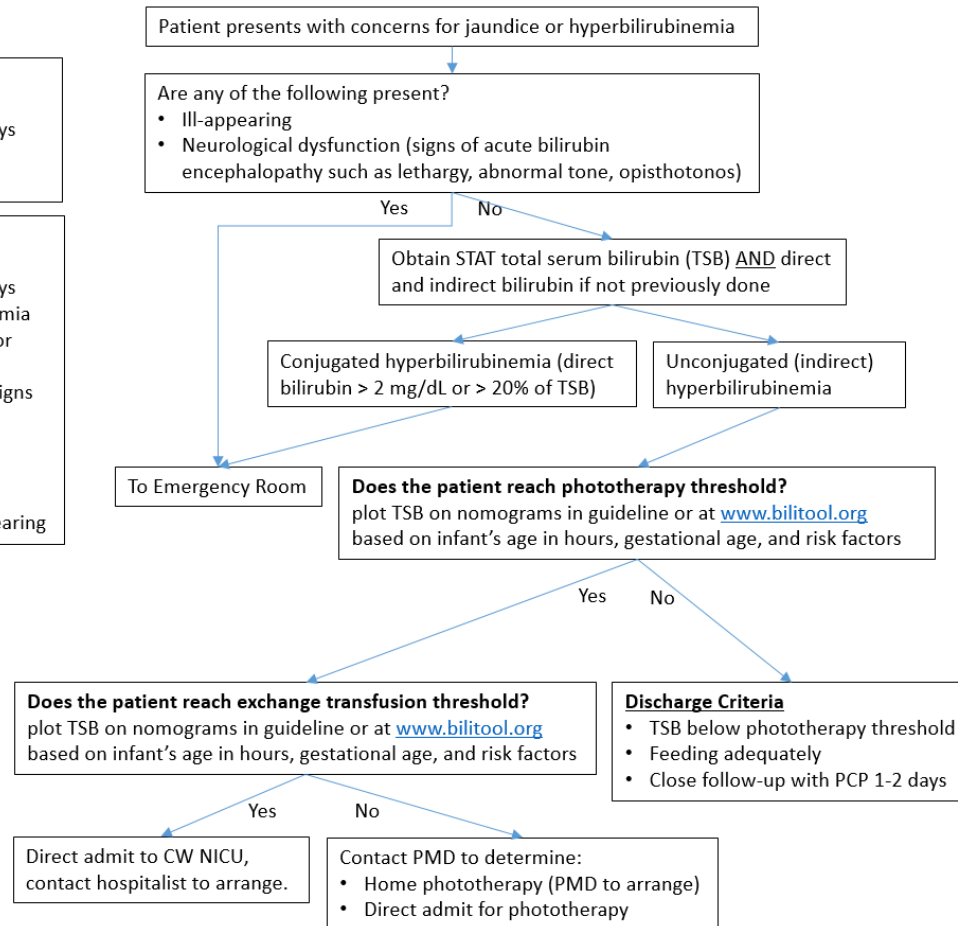 Patient presents with concerns for jaundice or hyperbilirubinemia
Are any of the following present?
• Ill-appearing
• Neurological dysfunction (signs of acute bilirubin
encephalopathy such as lethargy, abnormal tone, opisthotonos)
Yes
No
Obtain STAT total serum bilirubin (TSB) AND direct
and indirect bilirubin if not previously done
Conjugated hyperbilirubinemia (direct
bilirubin > 2 mg/dL or > 20% of TSB)
Unconjugated (indirect)
hyperbilirubinemia
To Emergency Room
Does the patient reach phototherapy threshold?
plot TSB on nomograms in guideline or at www.bilitool.org
based on infant's age in hours, gestational age, and risk factors
Yes
No
Does the patient reach exchange transfusion threshold?
plot TSB on nomograms in guideline or at www.bilitool.org
based on infant's age in hours, gestational age, and risk factors
Discharge Criteria
• TSB below phototherapy threshold
• Feeding adequately
• Close follow-up with PCP 1-2 days
Yes
No
Direct admit to CW NICU,
contact hospitalist to arrange.
Contact PMD to determine:
• Home phototherapy (PMD to arrange)
• Direct admit for phototherapy